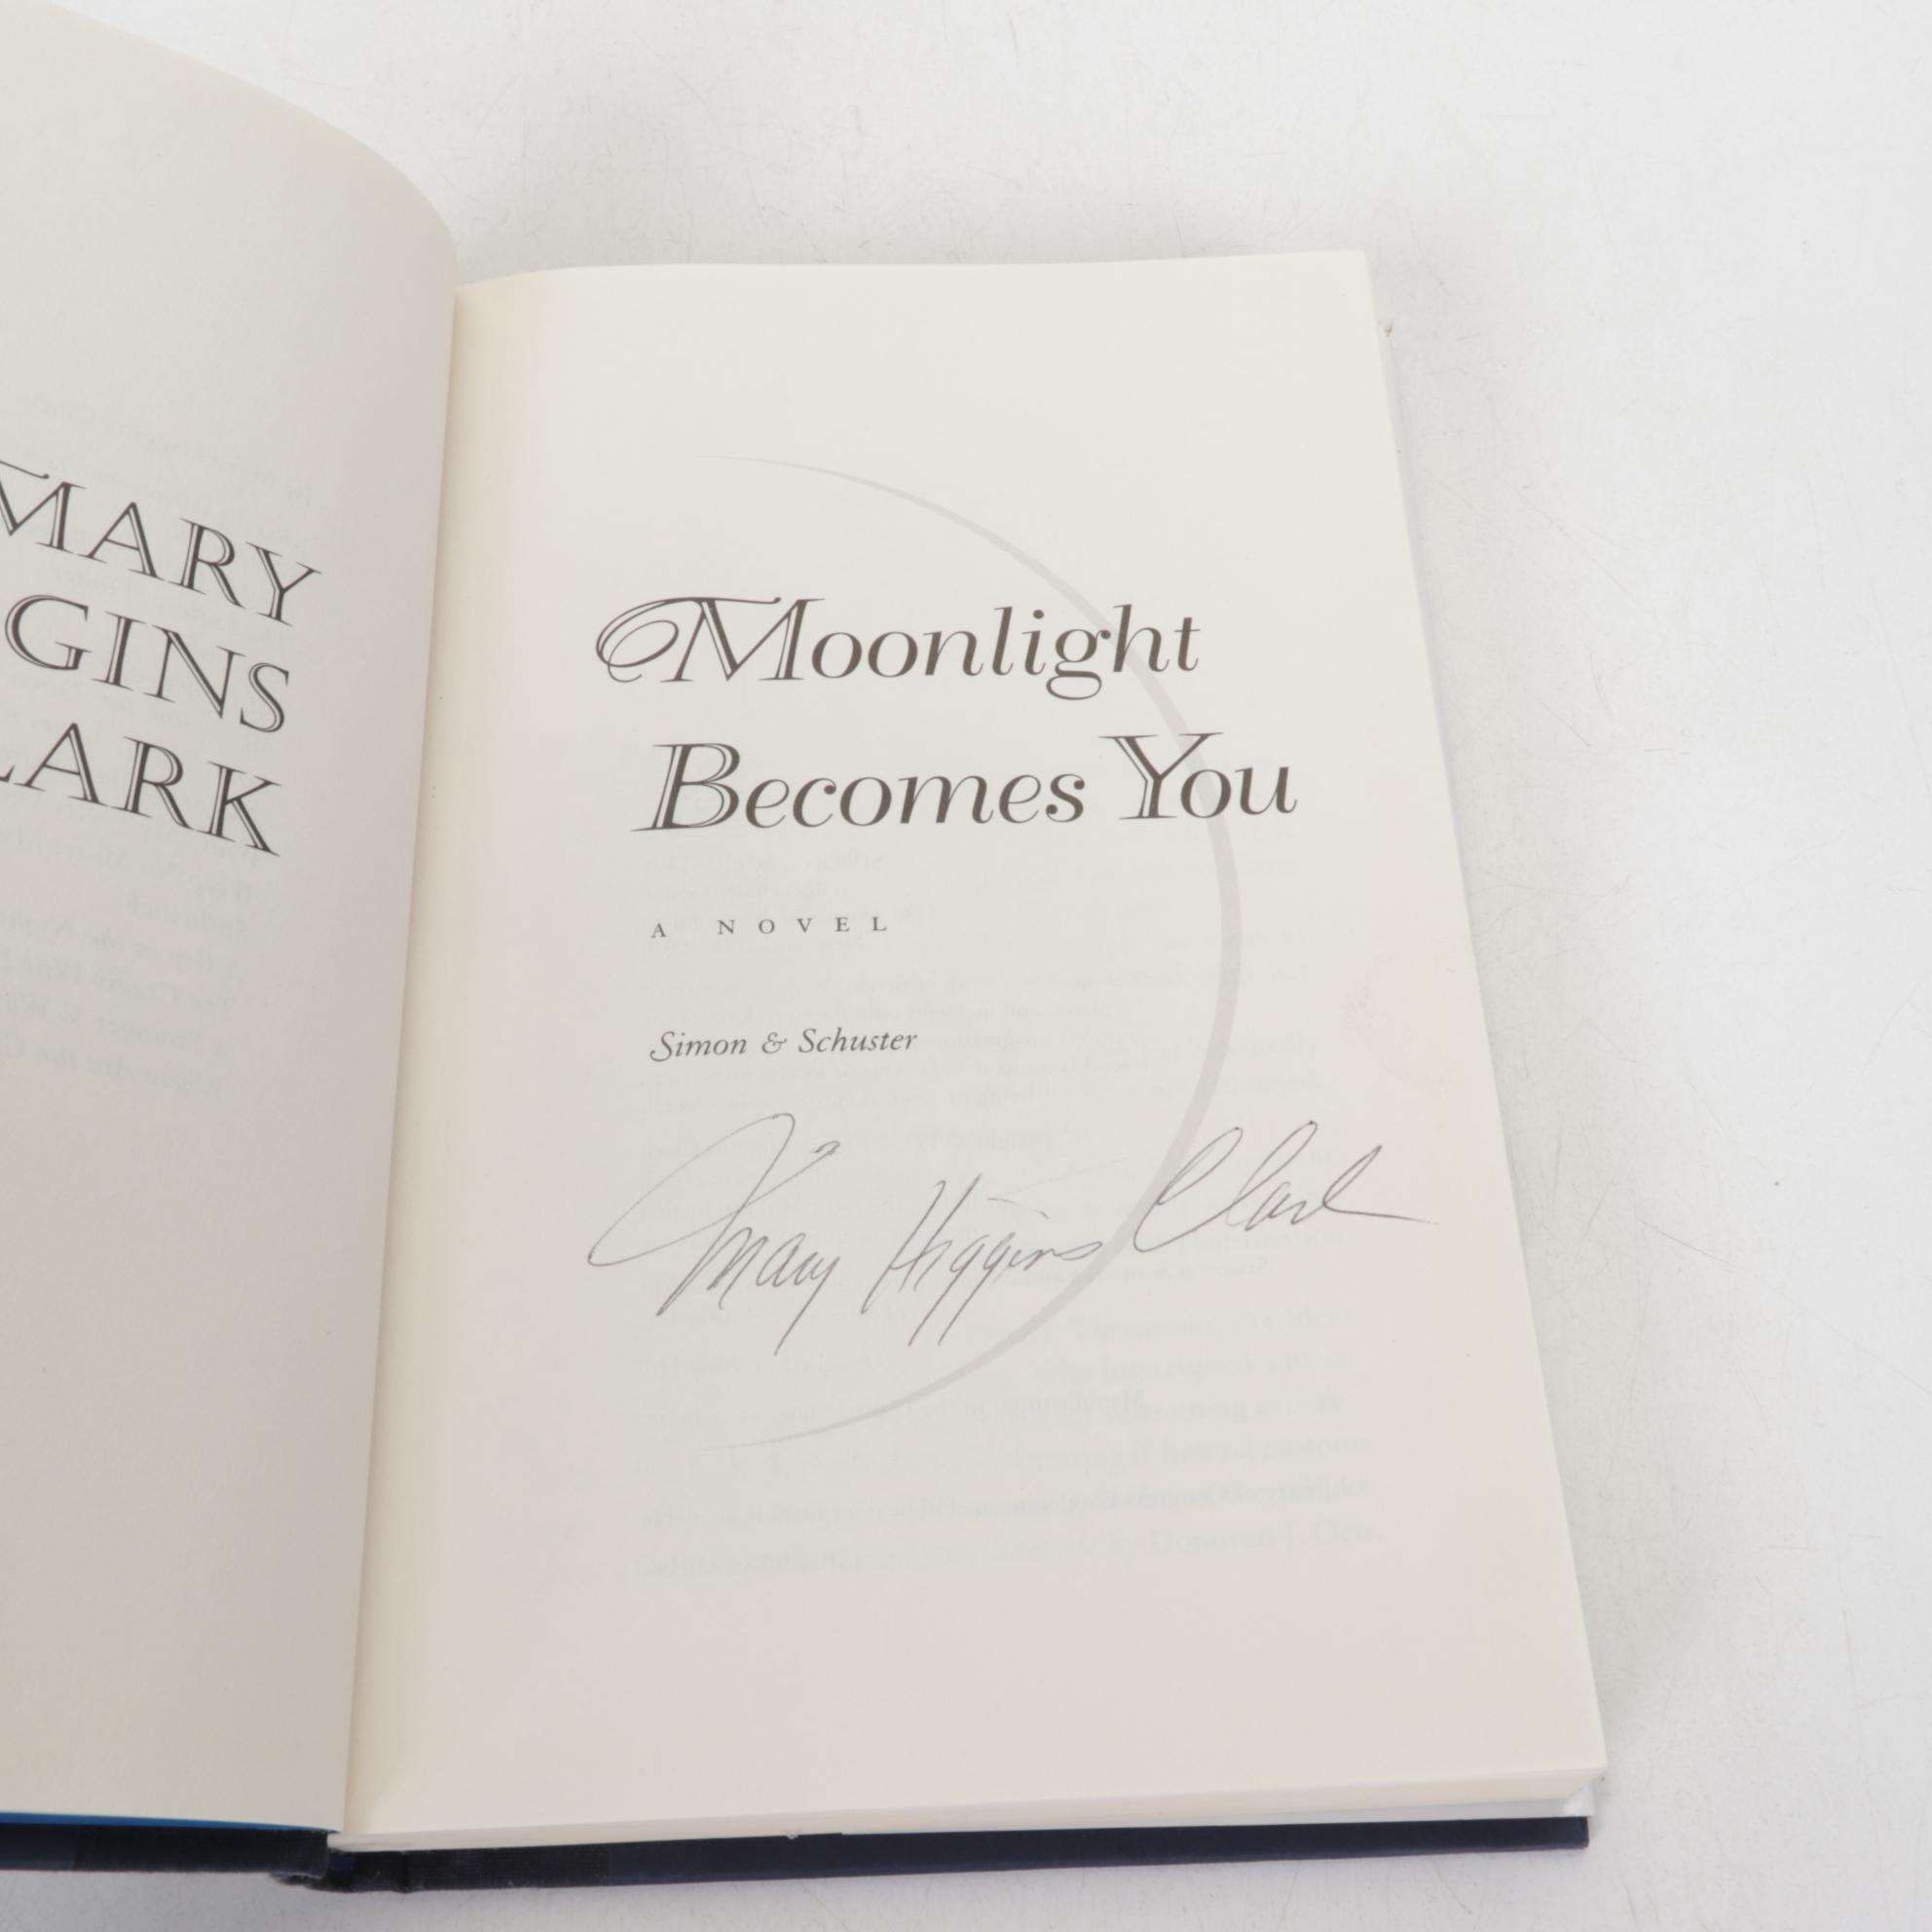 MARY
GINS
LARK
Moonlight
Becomes You
A NOVEL
Simon & Schuster
Mary Higgins Clark